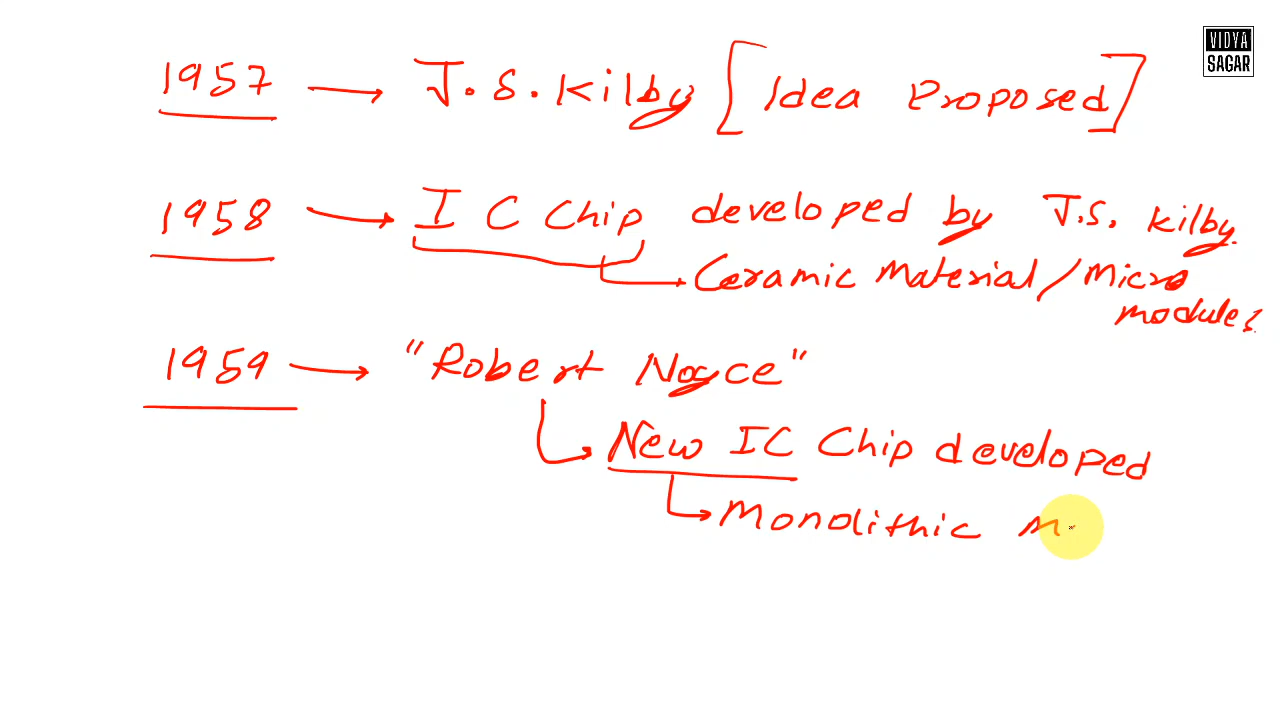 VIDYA
SAGAR
1957 → J.S. Kilby [Idea Proposed]
1958 → IC Chip developed by J.S. Kilby.
Ceramic Material / Micro
modules.
1959 → "Robert Noyce"
New IC Chip developed
Monolithic M